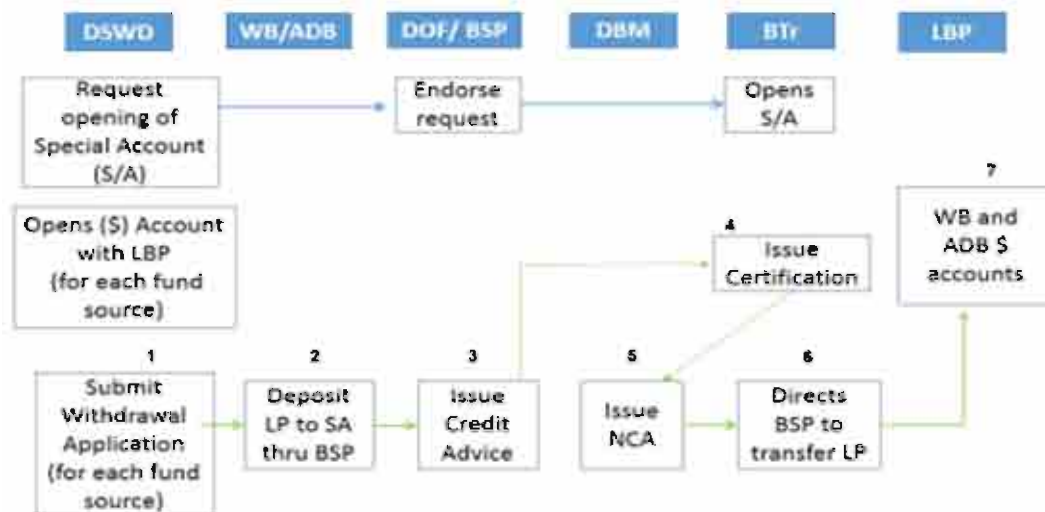 DSWD
WB/ADB
DOF/ BSP
DBM
BTr
LBP
Request
opening of
Special Account
(S/A)
Endorse
request
Opens
S/A
Opens ($) Account
with LBP
(for each fund
source)
4
Issue
Certification
7
WB and
ADB $
accounts
1
Submit
Withdrawal
Application
(for each fund
source)
2
Deposit
LP to SA
thru BSP
3
Issue
Credit
Advice
5
Issue
NCA
6
Directs
BSP to
transfer LP